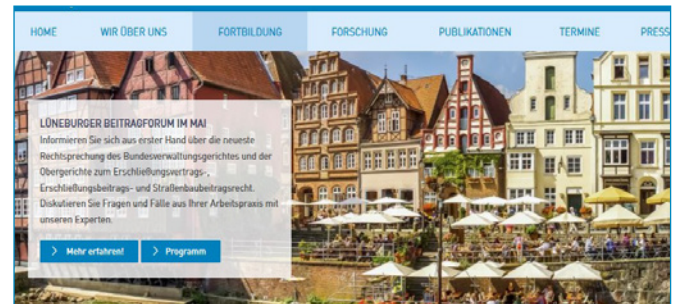 HOME WIR ÜBER UNS FORTBILDUNG FORSCHUNG PUBLIKATIONEN TERMINE PRESS
LÜNEBURGER BEITRAGFORUM IM MAI
Informieren Sie sich aus erster Hand über die neueste
Rechtsprechung des Bundesverwaltungsgerichtes und der
Obergerichte zum Erschließungsvertrags-,
Erschließungsbeitrags- und Straßenbaubeitragsrecht.
Diskutieren Sie Fragen und Fälle aus Ihrer Arbeitspraxis mit
unseren Experten.
> Mehr erfahren! > Programm